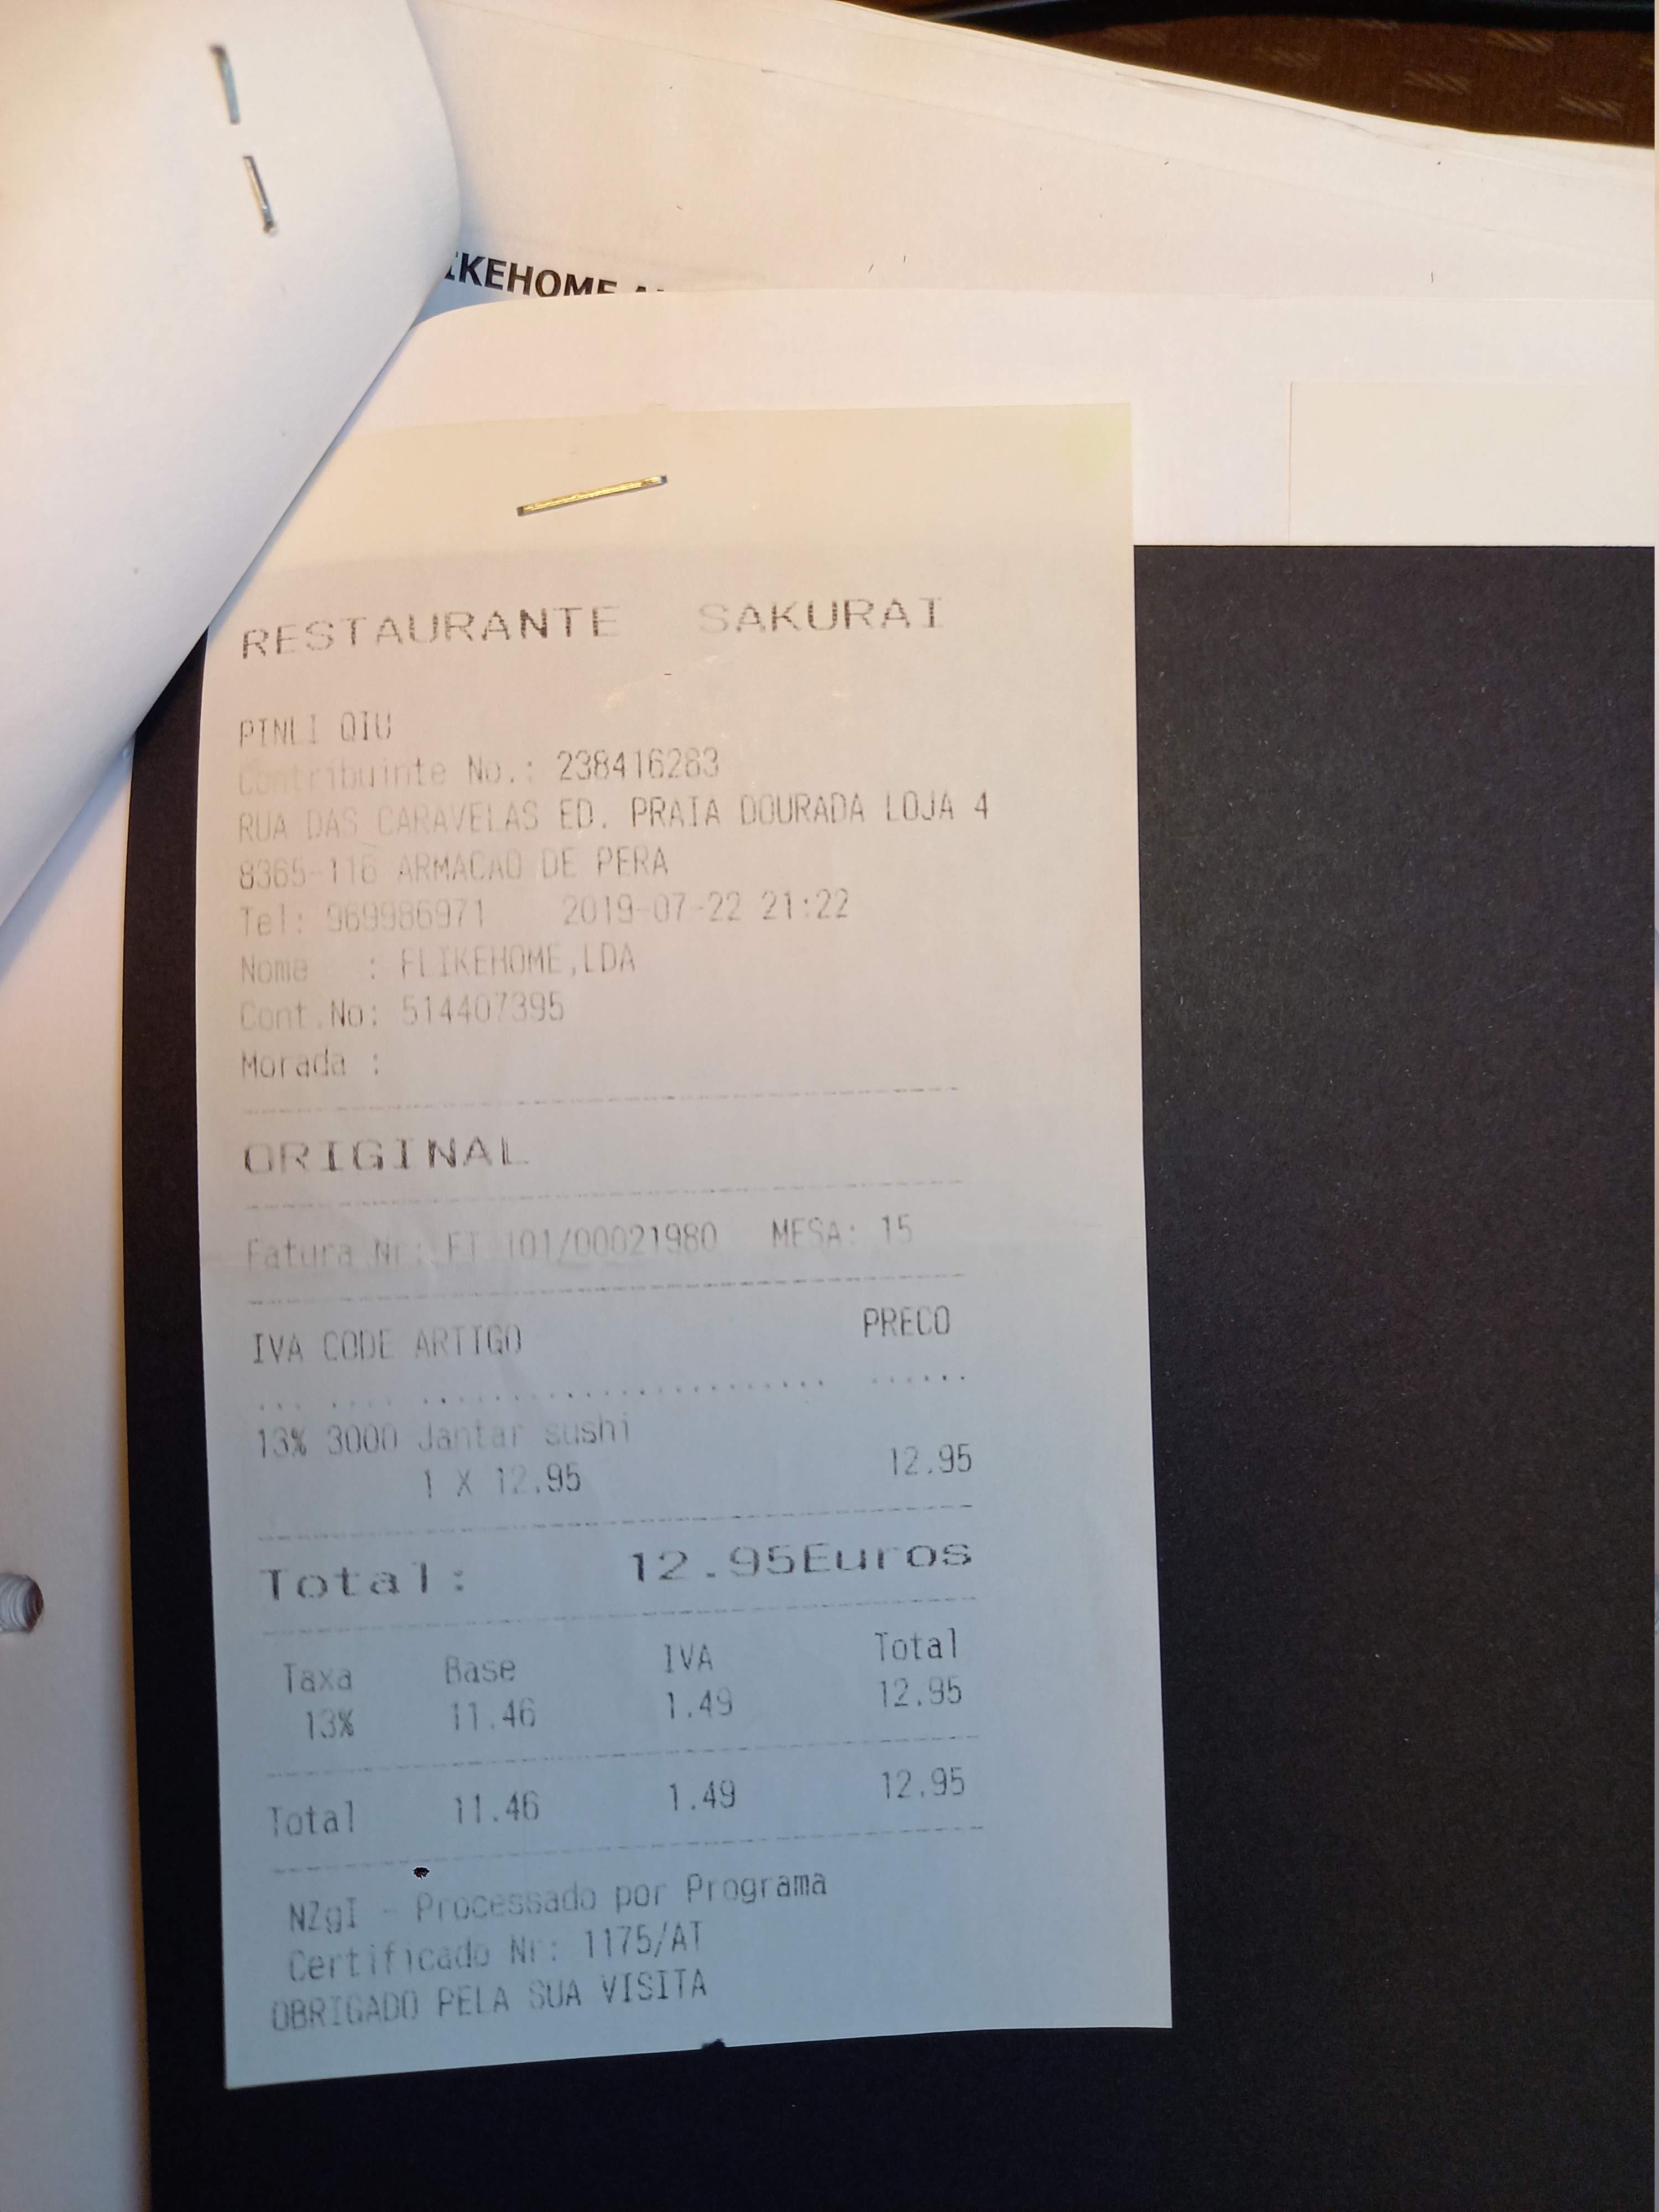 IKEHOME
RESTAURANTE SAKURAI
PINLI QIU
Contribuinte No.: 238416283
RUA DAS CARAVELAS ED. PRAIA DOURADA LOJA 4
8365-116 ARMACAO DE PERA
Tel: 969986971 2019-07-22 21:22
Nome : FLIKEHOME,LDA
Cont.No: 514407395
Morada :
ORIGINAL
Fatura Nr: FT 101/00021980 MESA: 15
IVA CODE ARTIGO PRECO
... .... ....................... ......
13% 3000 Jantar sushi
1 X 12.95 12.95
Total: 12.95Euros
Taxa Base IVA Total
13% 11.46 1.49 12.95
Total 11.46 1.49 12.95
NZgI - Processado por Programa
Certificado Nr: 1175/AT
OBRIGADO PELA SUA VISITA